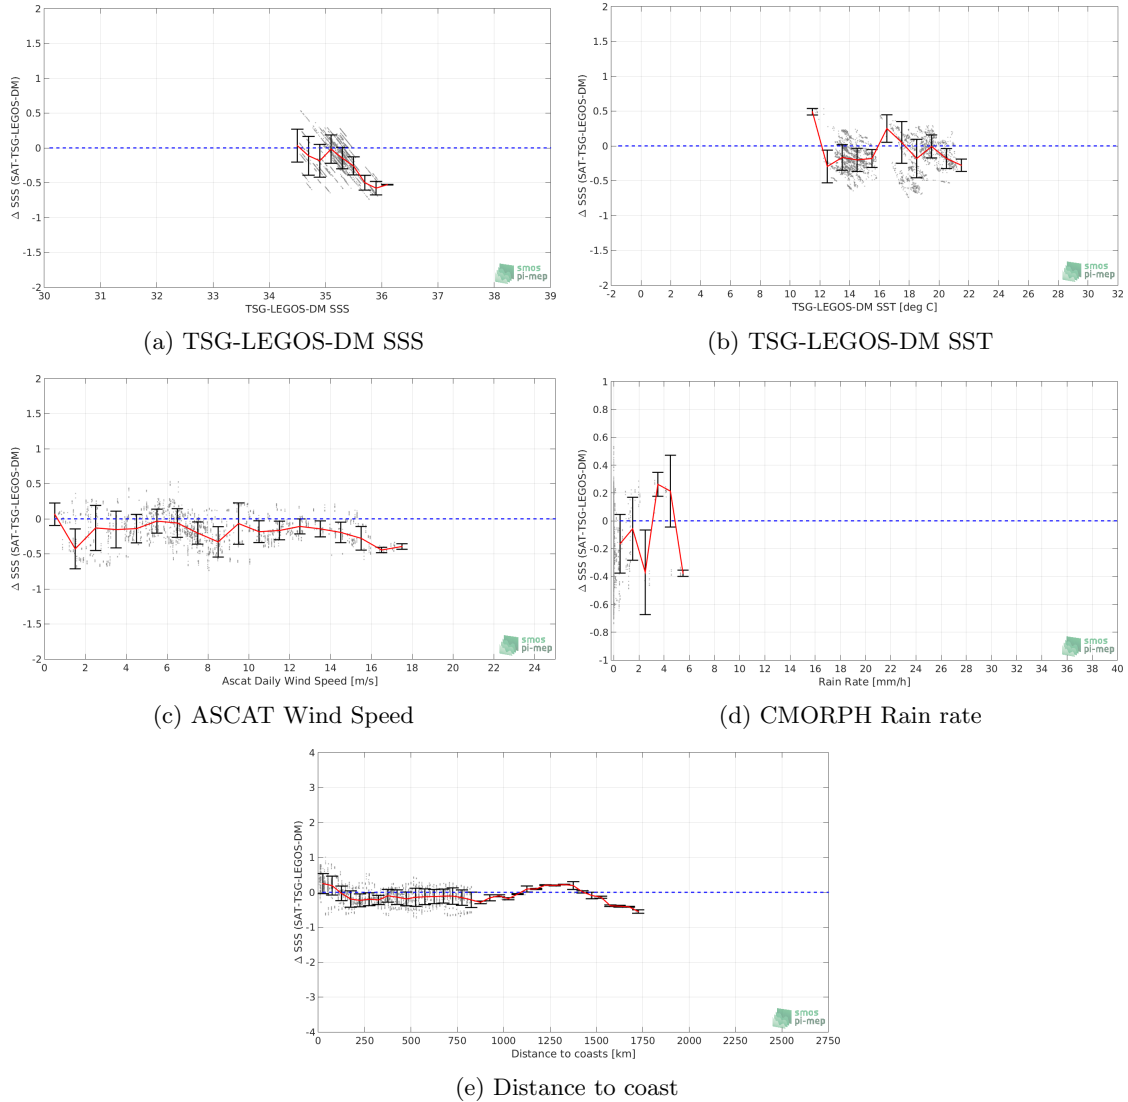 2
1.5
1
0.5
0
-0.5
-1
-1.5
-2
Δ SSS (SAT-TSG-LEGOS-DM)
30 31 32 33 34 35 36 37 38 39
TSG-LEGOS-DM SSS
smos
pi-mep
(a) TSG-LEGOS-DM SSS
2
1.5
1
0.5
0
-0.5
-1
-1.5
-2
Δ SSS (SAT-TSG-LEGOS-DM)
-2 0 2 4 6 8 10 12 14 16 18 20 22 24 26 28 30 32
TSG-LEGOS-DM SST [deg C]
smos
pi-mep
(b) TSG-LEGOS-DM SST
2
1.5
1
0.5
0
-0.5
-1
-1.5
-2
Δ SSS (SAT-TSG-LEGOS-DM)
0 2 4 6 8 10 12 14 16 18 20 22 24
Ascat Daily Wind Speed [m/s]
smos
pi-mep
(c) ASCAT Wind Speed
1
0.8
0.6
0.4
0.2
0
-0.2
-0.4
-0.6
-0.8
-1
Δ SSS (SAT-TSG-LEGOS-DM)
0 2 4 6 8 10 12 14 16 18 20 22 24 26 28 30 32 34 36 38 40
Rain Rate [mm/h]
smos
pi-mep
(d) CMORPH Rain rate
4
3
2
1
0
-1
-2
-3
-4
Δ SSS (SAT-TSG-LEGOS-DM)
0 250 500 750 1000 1250 1500 1750 2000 2250 2500 2750
Distance to coasts [km]
smos
pi-mep
(e) Distance to coast